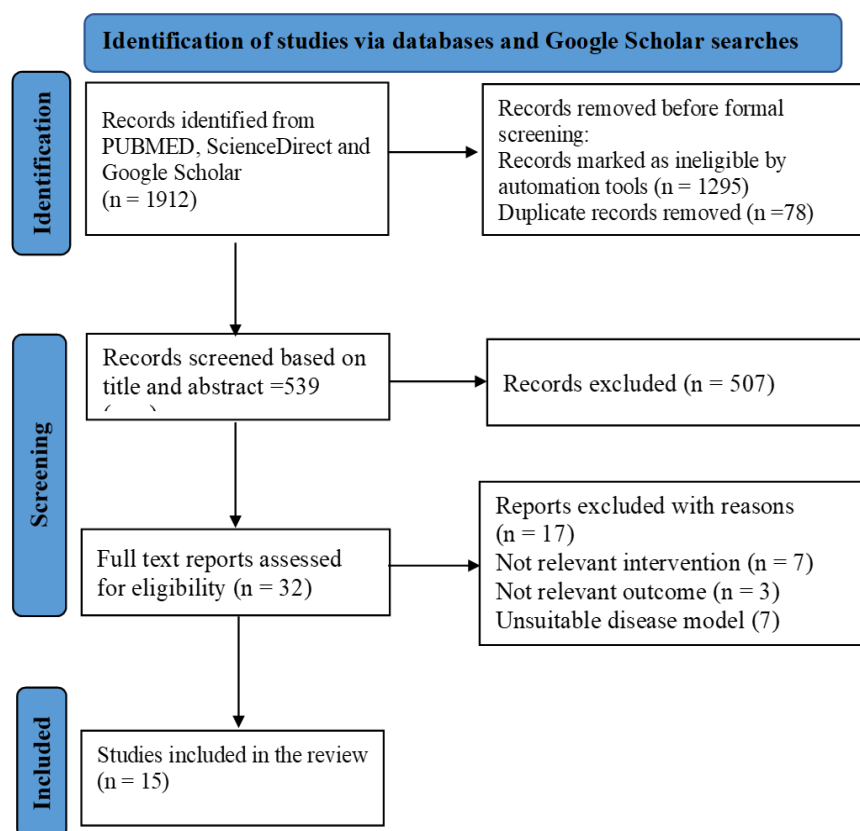 Identification of studies via databases and Google Scholar searches
Identification
Records identified from
PUBMED, ScienceDirect and
Google Scholar
(n = 1912)
Records removed before formal
screening:
Records marked as ineligible by
automation tools (n = 1295)
Duplicate records removed (n =78)
Screening
Records screened based on
title and abstract =539
Records excluded (n = 507)
Full text reports assessed
for eligibility (n = 32)
Reports excluded with reasons
(n = 17)
Not relevant intervention (n = 7)
Not relevant outcome (n = 3)
Unsuitable disease model (7)
Included
Studies included in the review
(n = 15)